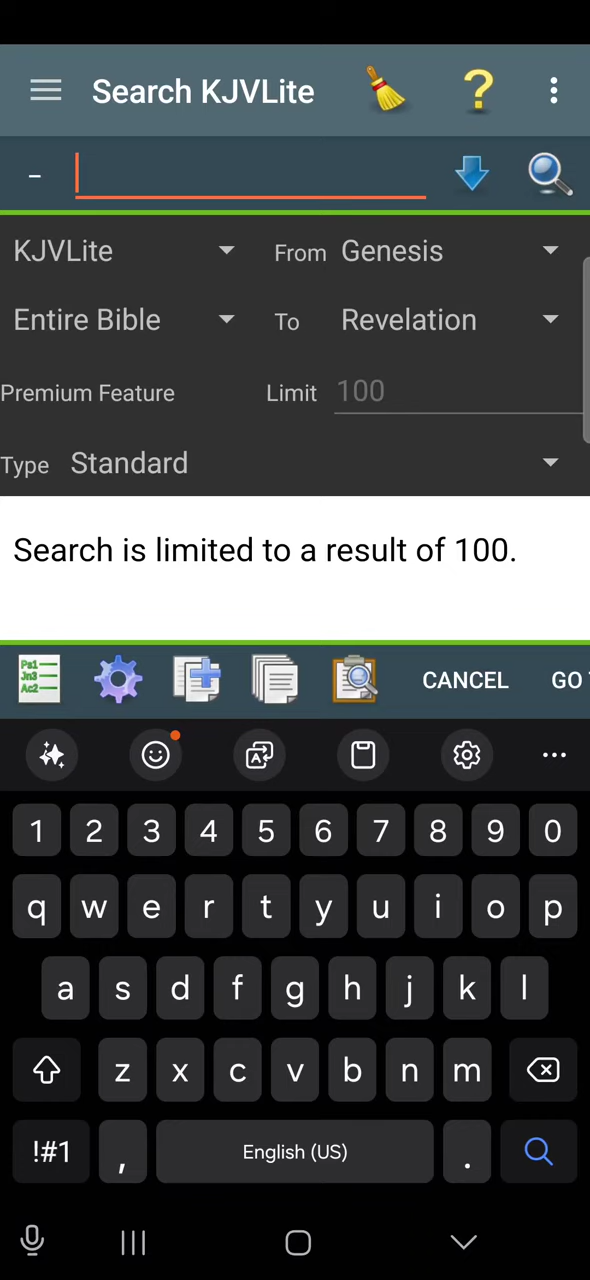 Search KJVLite
-
KJVLite From Genesis
Entire Bible To Revelation
Premium Feature Limit 100
Type Standard
Search is limited to a result of 100.
Ps1
Jn3
Ac2
CANCEL GO
1 2 3 4 5 6 7 8 9 0
q w e r t y u i o p
a s d f g h j k l
z x c v b n m
!#1 , English (US) .